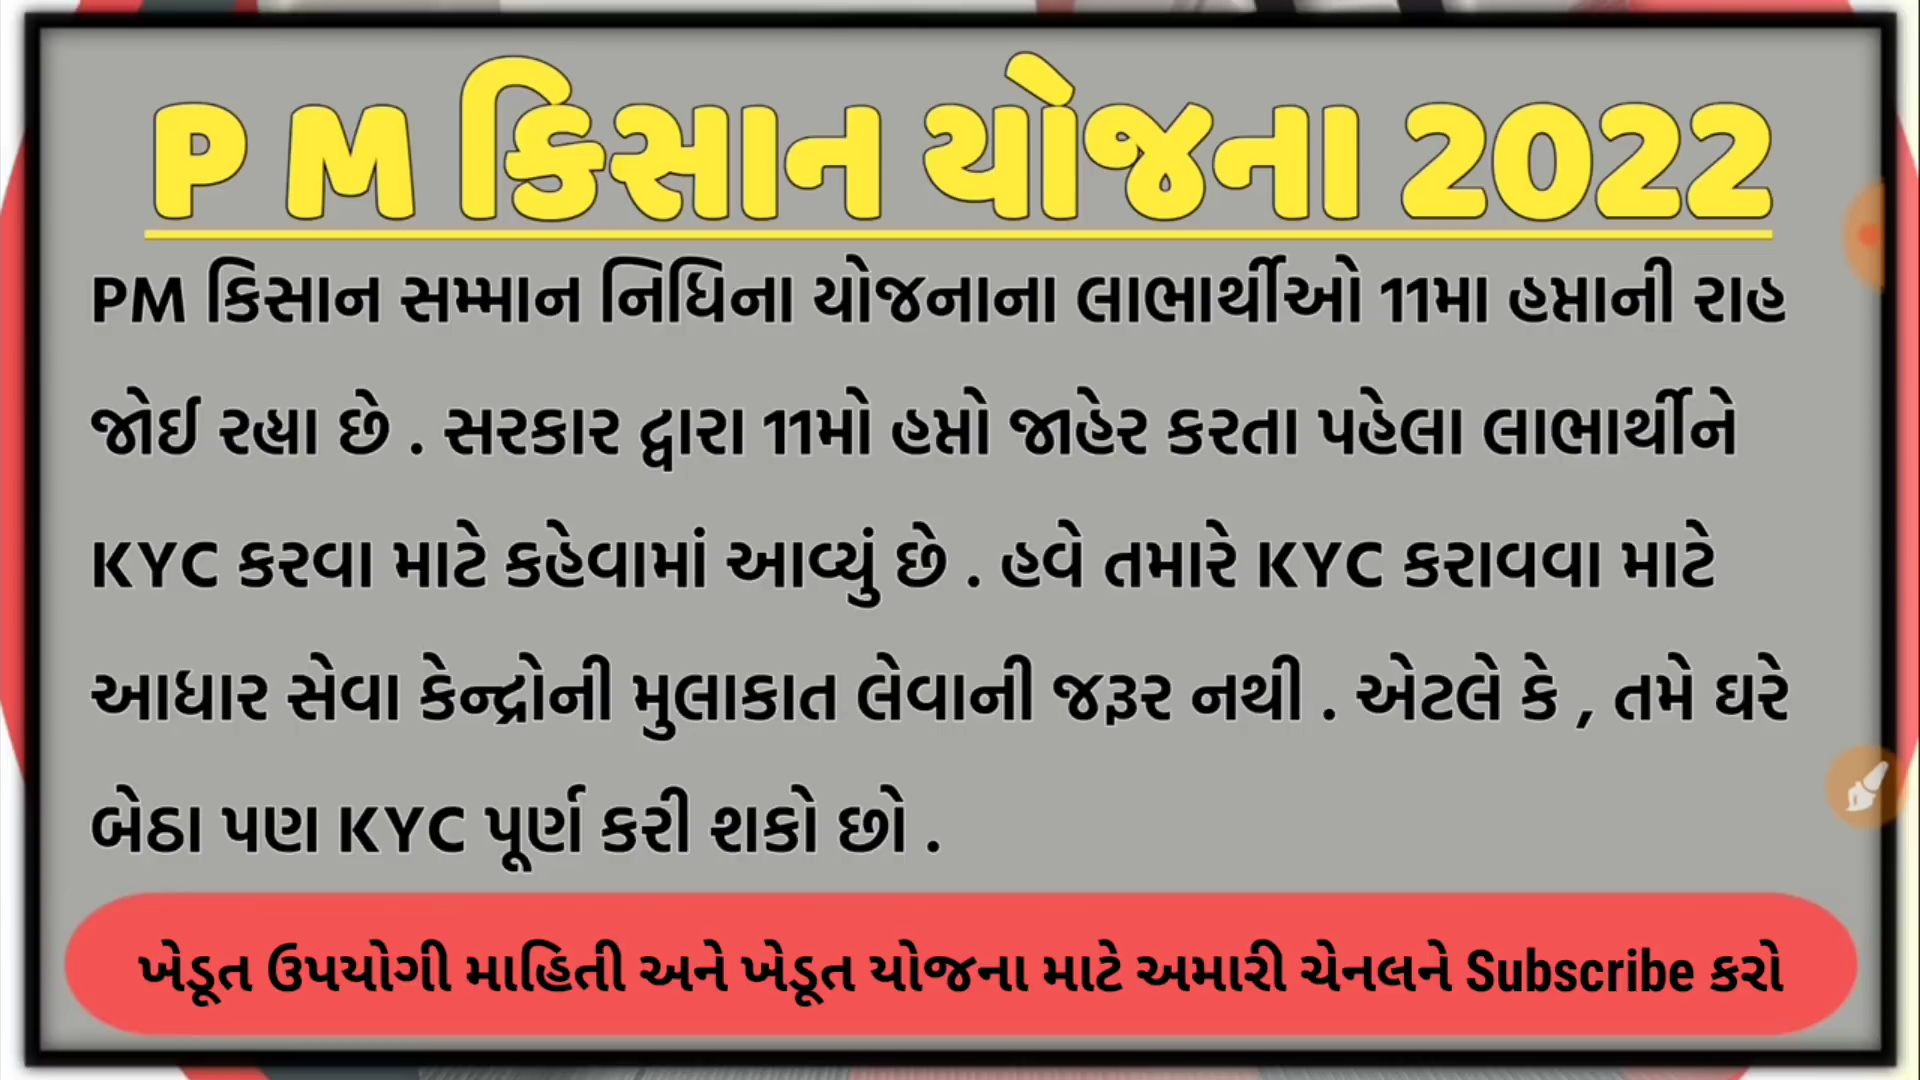 P M કિસાન યોજના 2022
PM કિસાન સમ્માન નિધિના યોજનાના લાભાર્થીઓ 11મા હપ્તાની રાહ
જોઈ રહ્યા છે . સરકાર દ્વારા 11મો હપ્તો જાહેર કરતા પહેલા લાભાર્થીને
KYC કરવા માટે કહેવામાં આવ્યું છે . હવે તમારે KYC કરાવવા માટે
આધાર સેવા કેન્દ્રોની મુલાકાત લેવાની જરૂર નથી . એટલે કે , તમે ઘરે
બેઠા પણ KYC પૂર્ણ કરી શકો છો .
ખેડૂત ઉપયોગી માહિતી અને ખેડૂત યોજના માટે અમારી ચેનલને Subscribe કરો